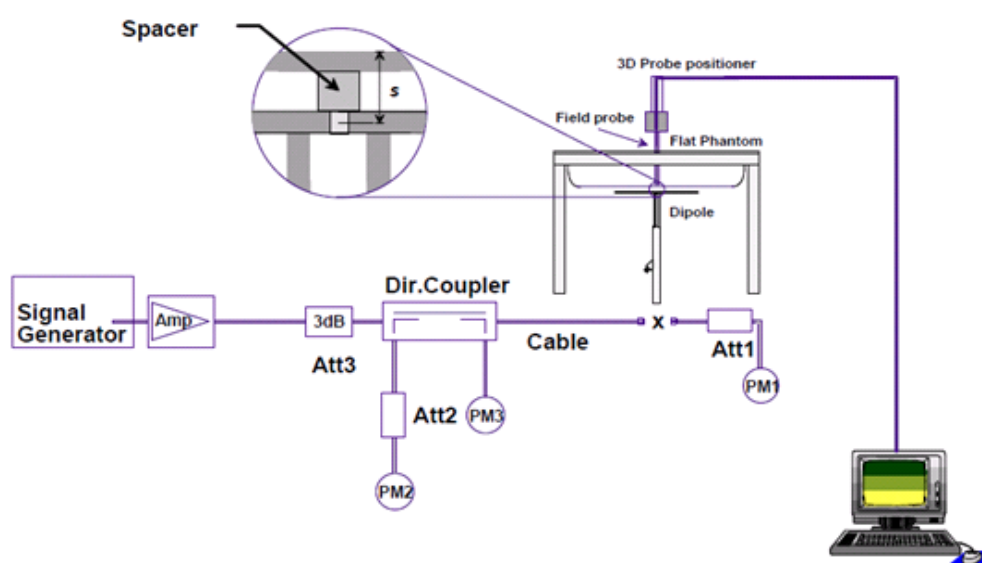 Spacer
s
3D Probe positioner
Field probe
Flat Phantom
Dipole
Signal
Generator
Amp
3dB
Att3
Dir.Coupler
Cable
x
Att1
PM1
Att2
PM3
PM2